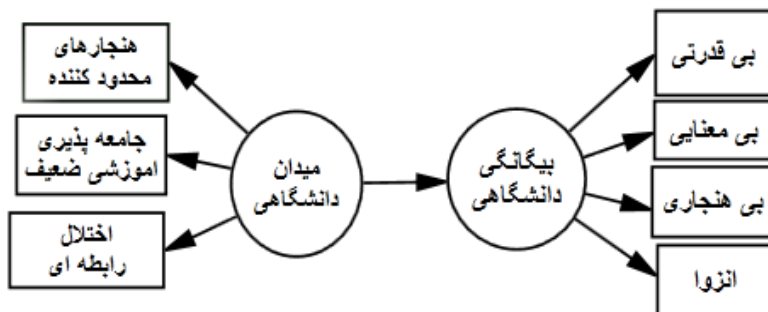 هنجارهای
محدود کننده
جامعه پذیری
اموزشی ضعیف
اختلال
رابطه ای
میدان
دانشگاهی
بیگانگی
دانشگاهی
بی قدرتی
بی معنایی
بی هنجاری
انزوا